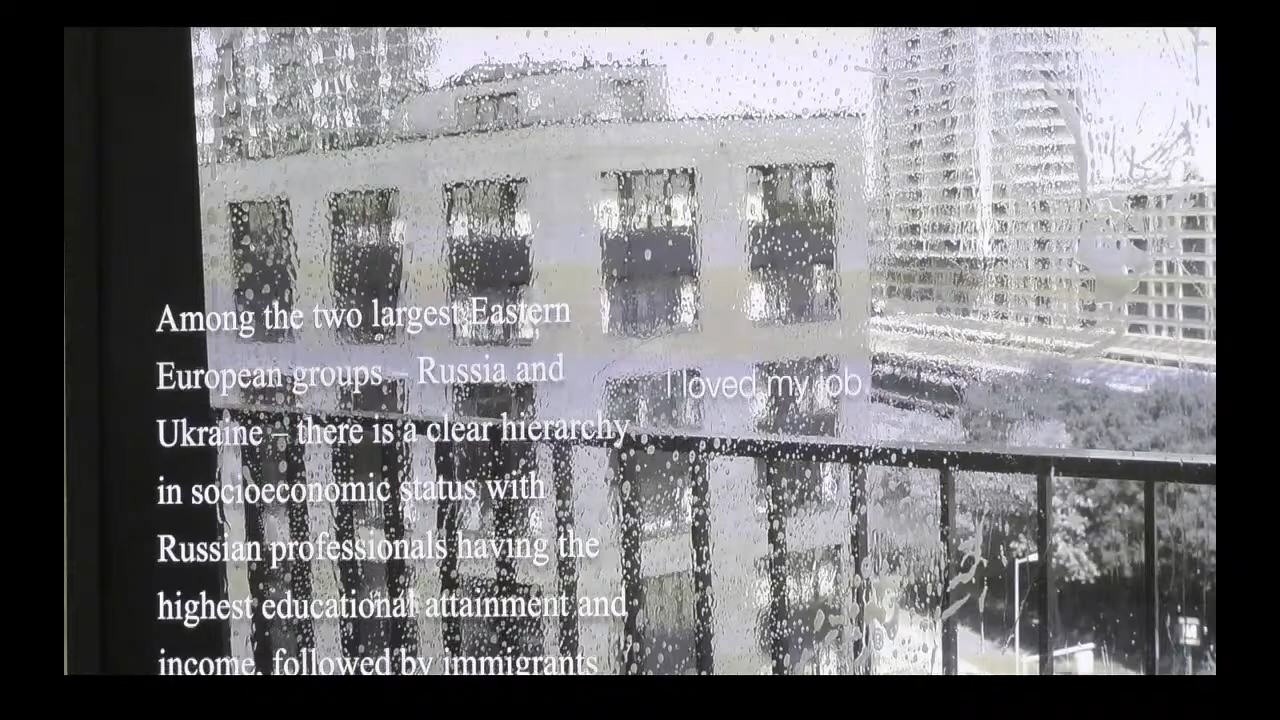 Among the two largest Eastern
European groups – Russia and
Ukraine – there is a clear hierarchy
in socioeconomic status with
Russian professionals having the
highest educational attainment and
income, followed by immigrants
I loved my job